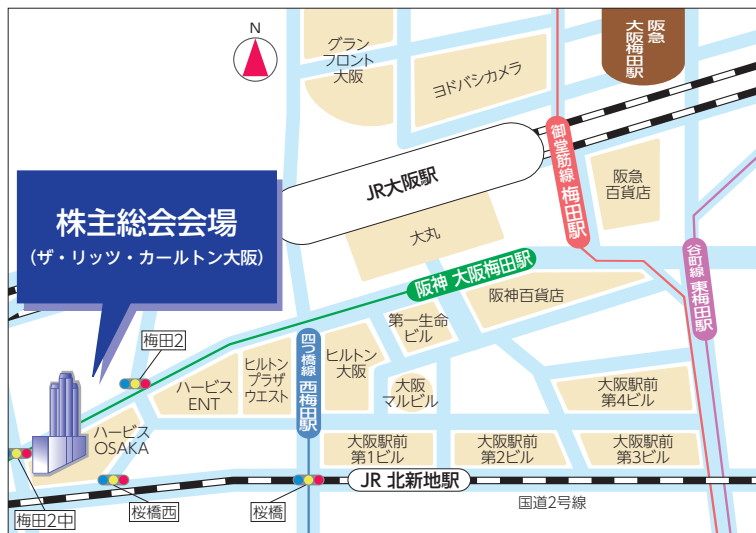 N
グラン
フロント
大阪
ヨドバシカメラ
阪急
大阪梅田駅
JR大阪駅
御堂筋線 梅田駅
阪急
百貨店
株主総会会場
(ザ・リッツ・カールトン大阪)
大丸
谷町線 東梅田駅
阪神 大阪梅田駅
阪神百貨店
第一生命
ビル
梅田2
ハービス
ENT
ヒルトン
プラザ
ウエスト
四つ橋線 西梅田駅
ヒルトン
大阪
大阪
マルビル
大阪駅前
第4ビル
ハービス
OSAKA
大阪駅前
第1ビル
大阪駅前
第2ビル
大阪駅前
第3ビル
JR 北新地駅
国道2号線
梅田2中
桜橋西
桜橋